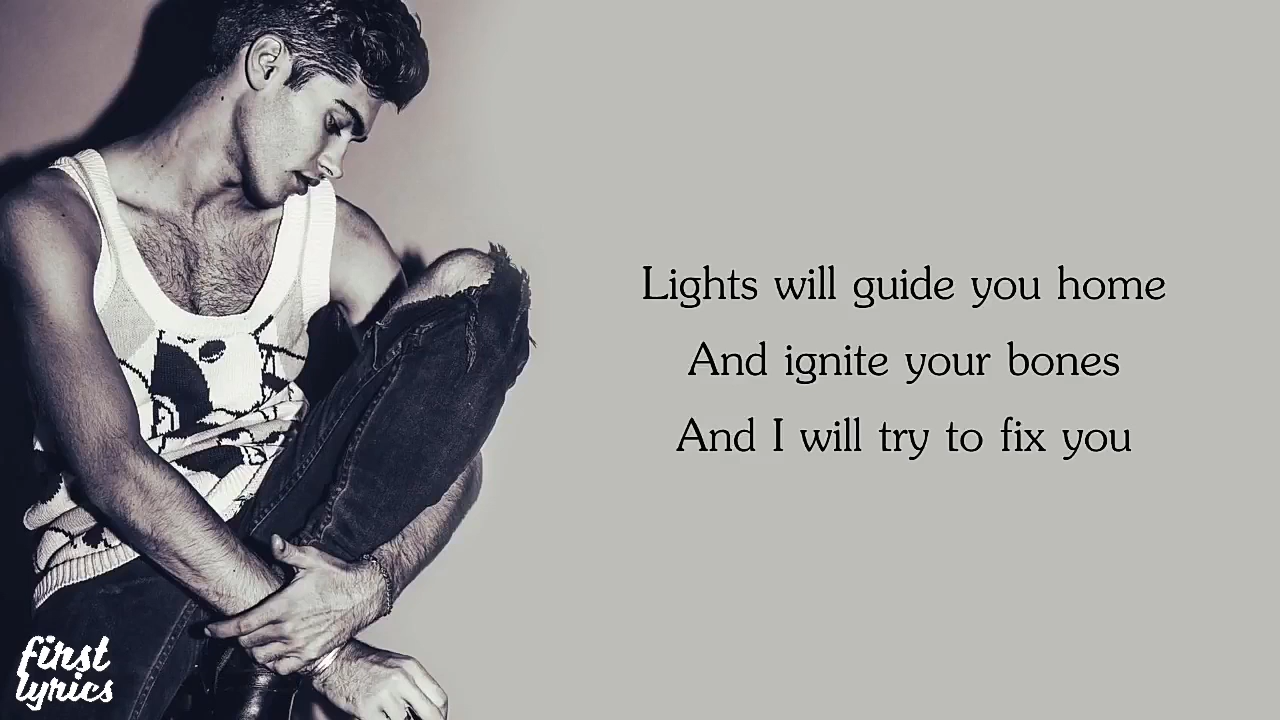 Lights will guide you home
And ignite your bones
And I will try to fix you
first
lyrics